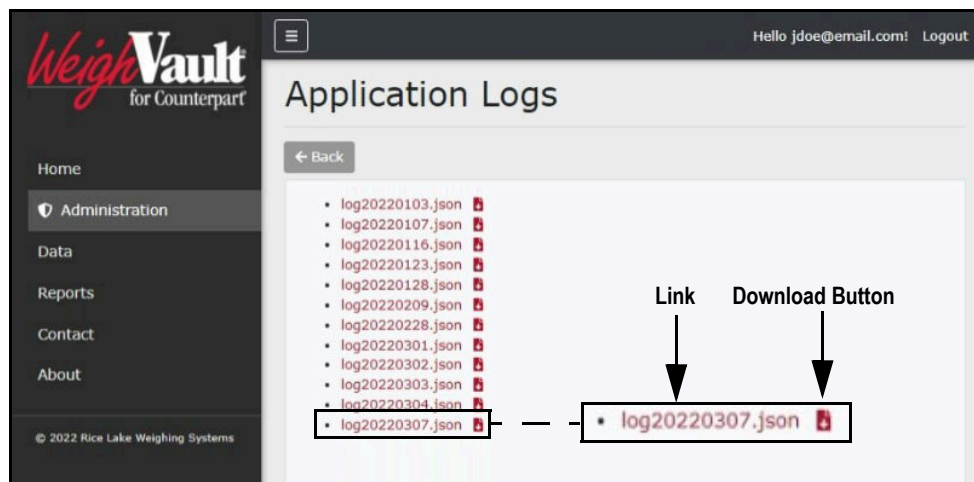 WeighVault
for Counterpart
Home
Administration
Data
Reports
Contact
About
© 2022 Rice Lake Weighing Systems
Hello jdoe@email.com! Logout
Application Logs
Back
log20220103.json
log20220107.json
log20220116.json
log20220123.json
log20220128.json
log20220209.json
log20220228.json
log20220301.json
log20220302.json
log20220303.json
log20220304.json
log20220307.json
Link
Download Button
log20220307.json